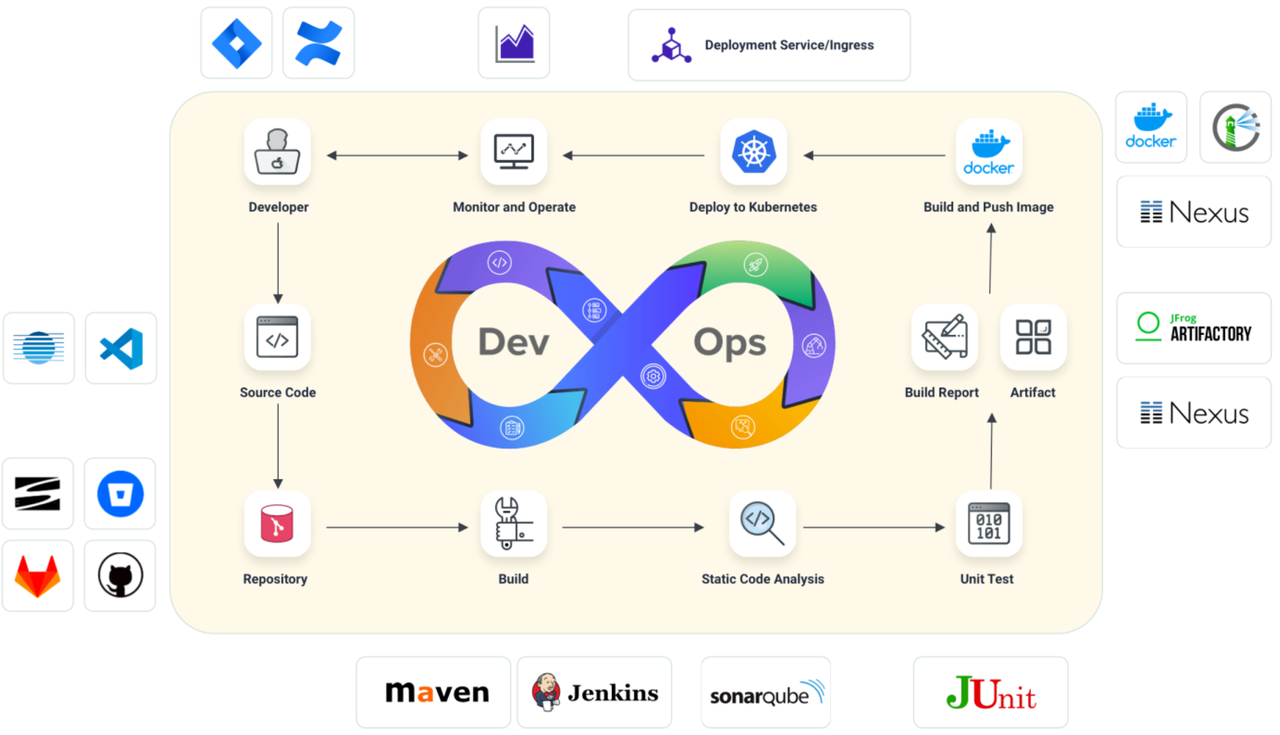 Deployment Service/Ingress
docker
docker
Developer
Monitor and Operate
Deploy to Kubernetes
Build and Push Image
Nexus
Dev
Ops
JFrog
ARTIFACTORY
Source Code
Build Report
Artifact
Nexus
010
101
Repository
Build
Static Code Analysis
Unit Test
maven
Jenkins
sonarqube
JUnit